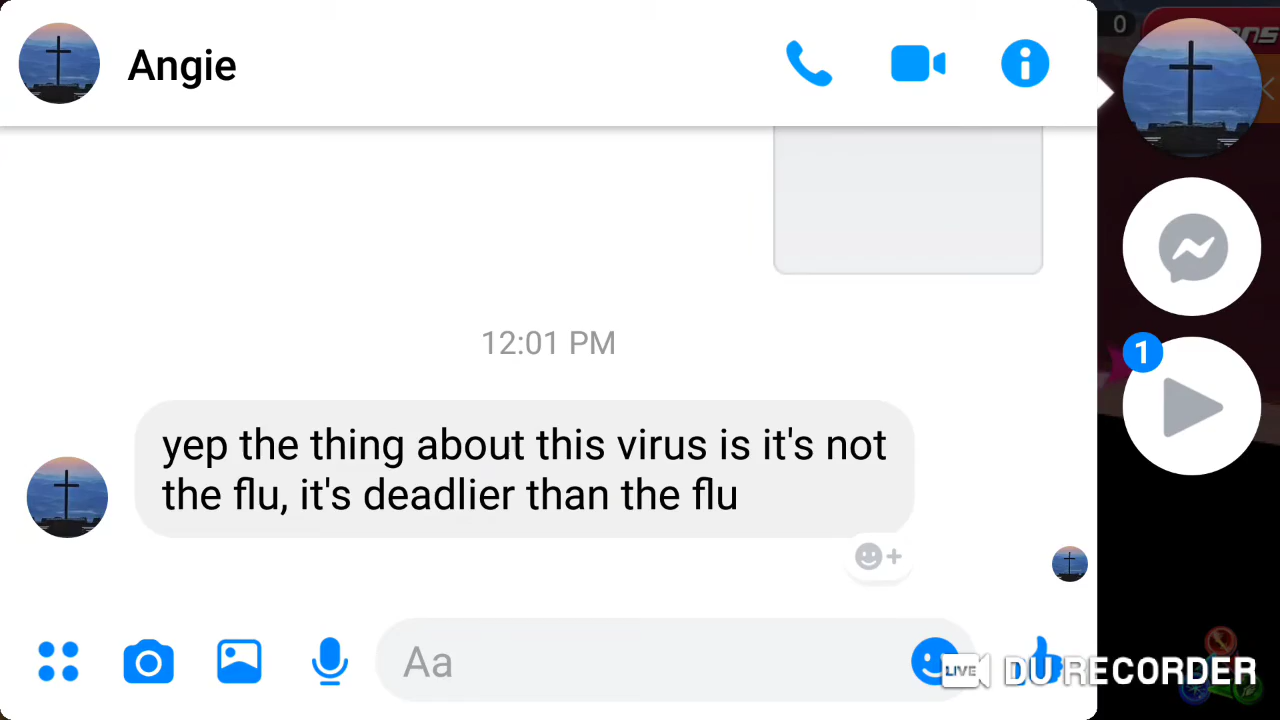 Angie
0
12:01 PM
yep the thing about this virus is it's not
the flu, it's deadlier than the flu
1
Aa
LIVE
DU RECORDER